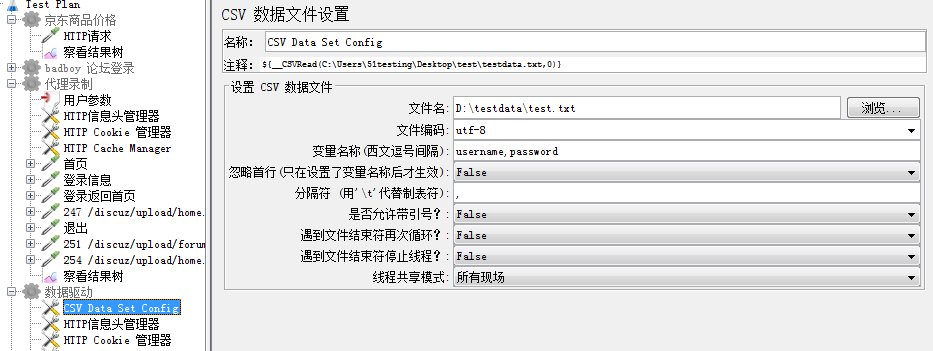 Test Plan
京东商品价格
HTTP请求
察看结果树
badboy 论坛登录
代理录制
用户参数
HTTP信息头管理器
HTTP Cookie 管理器
HTTP Cache Manager
首页
登录信息
登录返回首页
247 /discuz/upload/home.
退出
251 /discuz/upload/forum
254 /discuz/upload/home.
察看结果树
数据驱动
CSV Data Set Config
HTTP信息头管理器
HTTP Cookie 管理器
CSV 数据文件设置
名称: CSV Data Set Config
注释: ${__CSVRead(C:\Users\51testing\Desktop\test\testdata.txt,0)}
设置 CSV 数据文件
文件名: D:\testdata\test.txt 浏览...
文件编码: utf-8
变量名称(西文逗号间隔): username,password
忽略首行(只在设置了变量名称后才生效): False
分隔符 (用'\t'代替制表符): ,
是否允许带引号?: False
遇到文件结束符再次循环?: False
遇到文件结束符停止线程?: False
线程共享模式: 所有现场